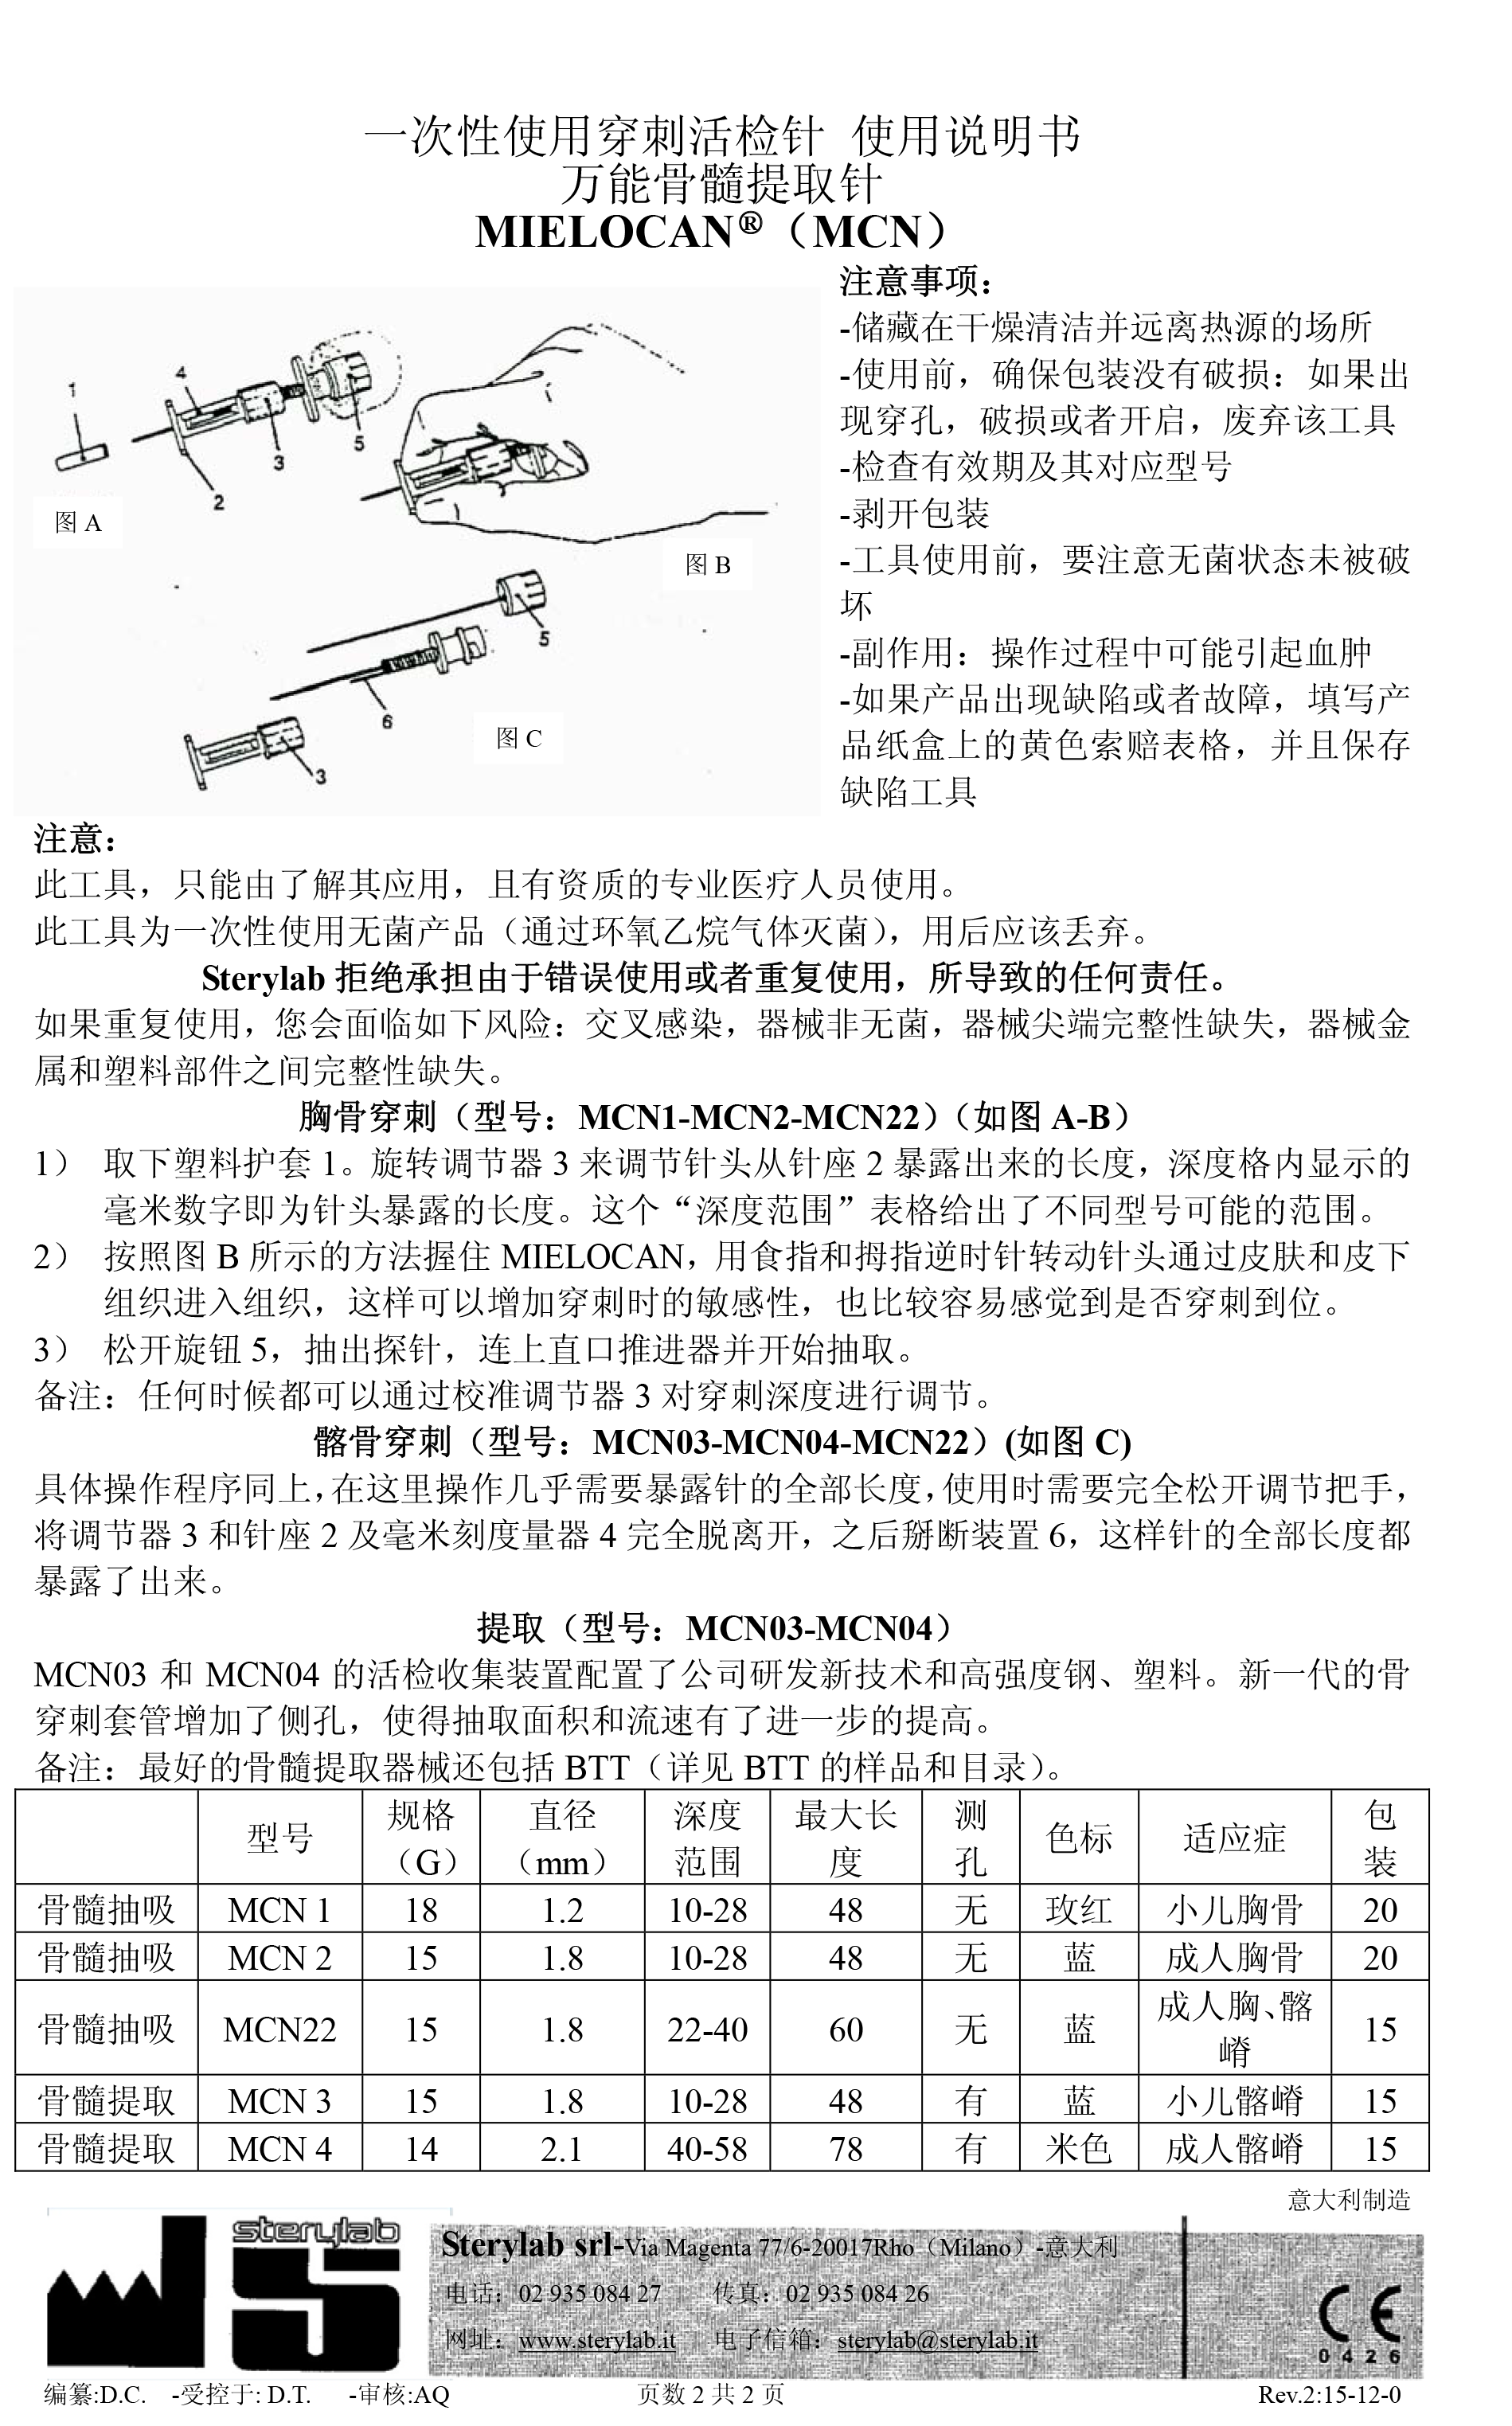 一次性使用穿刺活检针 使用说明书
万能骨髓提取针
MIELOCAN®（MCN）
1
4
2
3
5
图 A
图 B
5
6
3
图 C
注意事项：
-储藏在干燥清洁并远离热源的场所
-使用前，确保包装没有破损：如果出
现穿孔，破损或者开启，废弃该工具
-检查有效期及其对应型号
-剥开包装
-工具使用前，要注意无菌状态未被破
坏
-副作用：操作过程中可能引起血肿
-如果产品出现缺陷或者故障，填写产
品纸盒上的黄色索赔表格，并且保存
缺陷工具
注意：
此工具，只能由了解其应用，且有资质的专业医疗人员使用。
此工具为一次性使用无菌产品（通过环氧乙烷气体灭菌），用后应该丢弃。
Sterylab 拒绝承担由于错误使用或者重复使用，所导致的任何责任。
如果重复使用，您会面临如下风险：交叉感染，器械非无菌，器械尖端完整性缺失，器械金
属和塑料部件之间完整性缺失。
胸骨穿刺（型号：MCN1-MCN2-MCN22）（如图 A-B）
1） 取下塑料护套 1。旋转调节器 3 来调节针头从针座 2 暴露出来的长度，深度格内显示的
毫米数字即为针头暴露的长度。这个“深度范围”表格给出了不同型号可能的范围。
2） 按照图 B 所示的方法握住 MIELOCAN，用食指和拇指逆时针转动针头通过皮肤和皮下
组织进入组织，这样可以增加穿刺时的敏感性，也比较容易感觉到是否穿刺到位。
3） 松开旋钮 5，抽出探针，连上直口推进器并开始抽取。
备注：任何时候都可以通过校准调节器 3 对穿刺深度进行调节。
髂骨穿刺（型号：MCN03-MCN04-MCN22）(如图 C)
具体操作程序同上，在这里操作几乎需要暴露针的全部长度，使用时需要完全松开调节把手，
将调节器 3 和针座 2 及毫米刻度量器 4 完全脱离开，之后掰断装置 6，这样针的全部长度都
暴露了出来。
提取（型号：MCN03-MCN04）
MCN03 和 MCN04 的活检收集装置配置了公司研发新技术和高强度钢、塑料。新一代的骨
穿刺套管增加了侧孔，使得抽取面积和流速有了进一步的提高。
备注：最好的骨髓提取器械还包括 BTT（详见 BTT 的样品和目录）。
型号 规格（G） 直径（mm） 深度范围 最大长度 测孔 色标 适应症 包装
骨髓抽吸 MCN 1 18 1.2 10-28 48 无 玫红 小儿胸骨 20
骨髓抽吸 MCN 2 15 1.8 10-28 48 无 蓝 成人胸骨 20
骨髓抽吸 MCN22 15 1.8 22-40 60 无 蓝 成人胸、髂嵴 15
骨髓提取 MCN 3 15 1.8 10-28 48 有 蓝 小儿髂嵴 15
骨髓提取 MCN 4 14 2.1 40-58 78 有 米色 成人髂嵴 15
意大利制造
sterylab
Sterylab srl-Via Magenta 77/6-20017Rho（Milano）-意大利
电话：02 935 084 27 传真：02 935 084 26
网址：www.sterylab.it 电子信箱：sterylab@sterylab.it
CE
0426
编纂:D.C. -受控于: D.T. -审核:AQ 页数 2 共 2 页 Rev.2:15-12-0